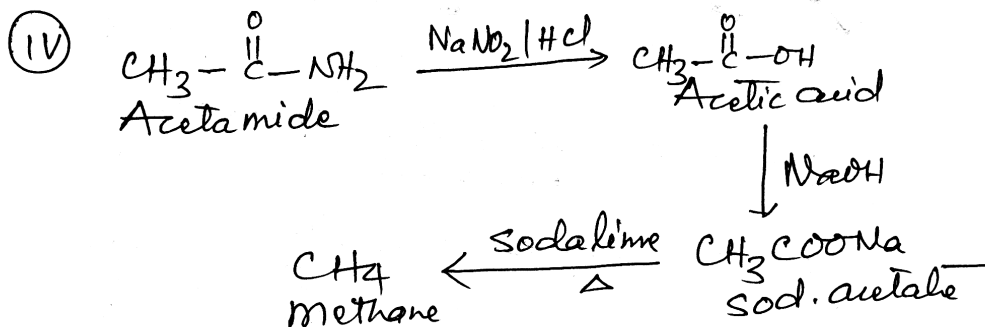 (IV) CH3-C(=O)-NH2 NaNO2/HCl → CH3-C(=O)-OH
Acetamide Acetic acid
↓ NaOH
CH4 ← sodalime Δ CH3COONa
Methane sod. acetate